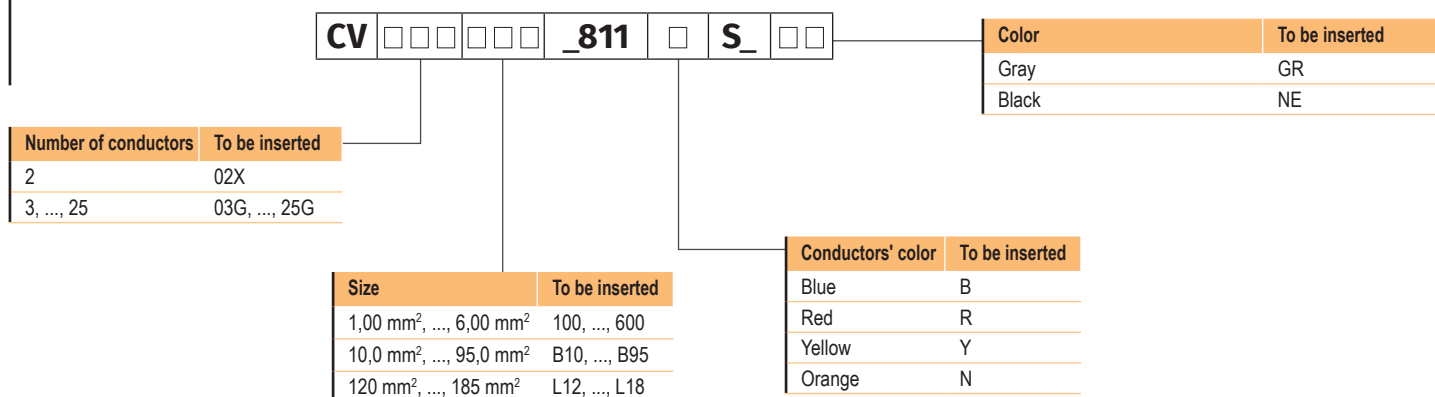 CV □□□ □□□ _811 □ S_ □□
Color To be inserted
Gray GR
Black NE
Number of conductors To be inserted
2 02X
3, ..., 25 03G, ..., 25G
Conductors' color To be inserted
Blue B
Red R
Yellow Y
Orange N
Size To be inserted
1,00 mm², ..., 6,00 mm² 100, ..., 600
10,0 mm², ..., 95,0 mm² B10, ..., B95
120 mm², ..., 185 mm² L12, ..., L18